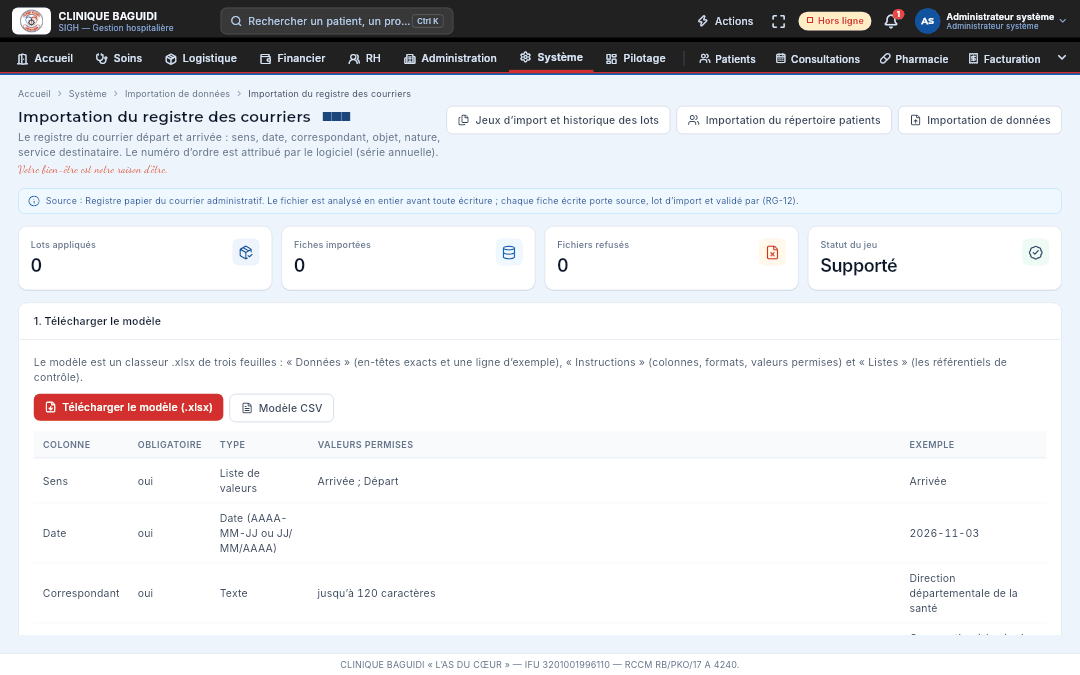 CLINIQUE BAGUIDI
SIGH — Gestion hospitalière
Rechercher un patient, un pro... Ctrl K
Actions
Hors ligne
1
AS
Administrateur système
Administrateur système
Accueil
Soins
Logistique
Financier
RH
Administration
Système
Pilotage
Patients
Consultations
Pharmacie
Facturation
Accueil > Système > Importation de données > Importation du registre des courriers
Importation du registre des courriers
Le registre du courrier départ et arrivée : sens, date, correspondant, objet, nature,
service destinataire. Le numéro d'ordre est attribué par le logiciel (série annuelle).
Votre bien-être est notre raison d'être.
Jeux d'import et historique des lots
Importation du répertoire patients
Importation de données
Source : Registre papier du courrier administratif. Le fichier est analysé en entier avant toute écriture ; chaque fiche écrite porte source, lot d'import et validé par (RG-12).
Lots appliqués
0
Fiches importées
0
Fichiers refusés
0
Statut du jeu
Supporté
1. Télécharger le modèle
Le modèle est un classeur .xlsx de trois feuilles : « Données » (en-têtes exacts et une ligne d'exemple), « Instructions » (colonnes, formats, valeurs permises) et « Listes » (les référentiels de
contrôle).
Télécharger le modèle (.xlsx)
Modèle CSV
COLONNE OBLIGATOIRE TYPE VALEURS PERMISES EXEMPLE
Sens oui Liste de valeurs Arrivée ; Départ Arrivée
Date oui Date (AAAA-MM-JJ ou JJ/MM/AAAA) 2026-11-03
Correspondant oui Texte jusqu'à 120 caractères Direction départementale de la santé
CLINIQUE BAGUIDI « L'AS DU CŒUR » — IFU 3201001996110 — RCCM RB/PKO/17 A 4240.